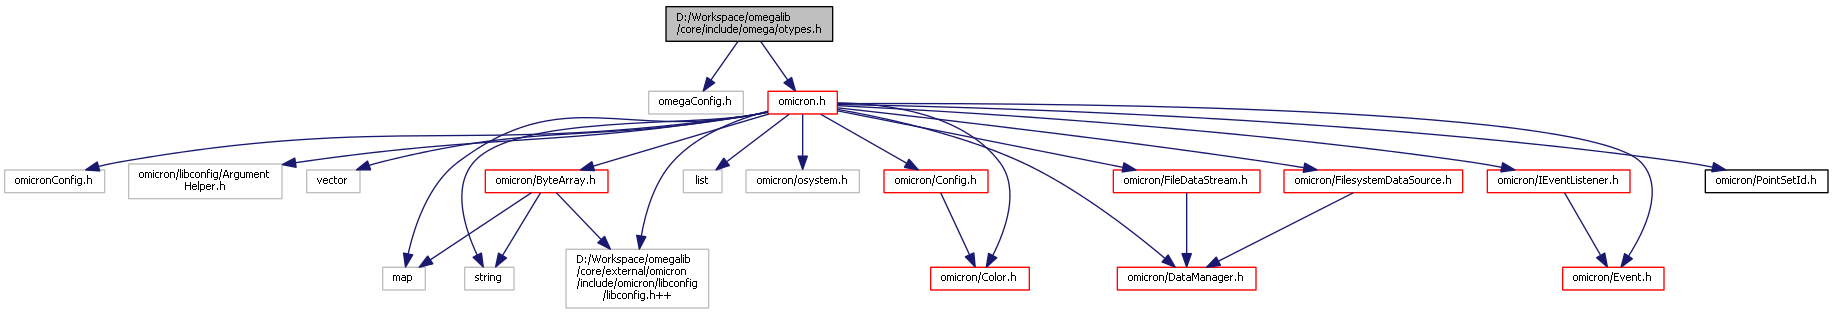 D:/Workspace/omegalib
/core/include/omega/otypes.h
omegaConfig.h
omicron.h
omicronConfig.h
omicron/libconfig/Argument
Helper.h
vector
omicron/ByteArray.h
list
omicron/osystem.h
omicron/Config.h
omicron/FileDataStream.h
omicron/FilesystemDataSource.h
omicron/IEventListener.h
omicron/PointSetId.h
map
string
D:/Workspace/omegalib
/core/external/omicron
/include/omicron/libconfig
/libconfig.h++
omicron/Color.h
omicron/DataManager.h
omicron/Event.h